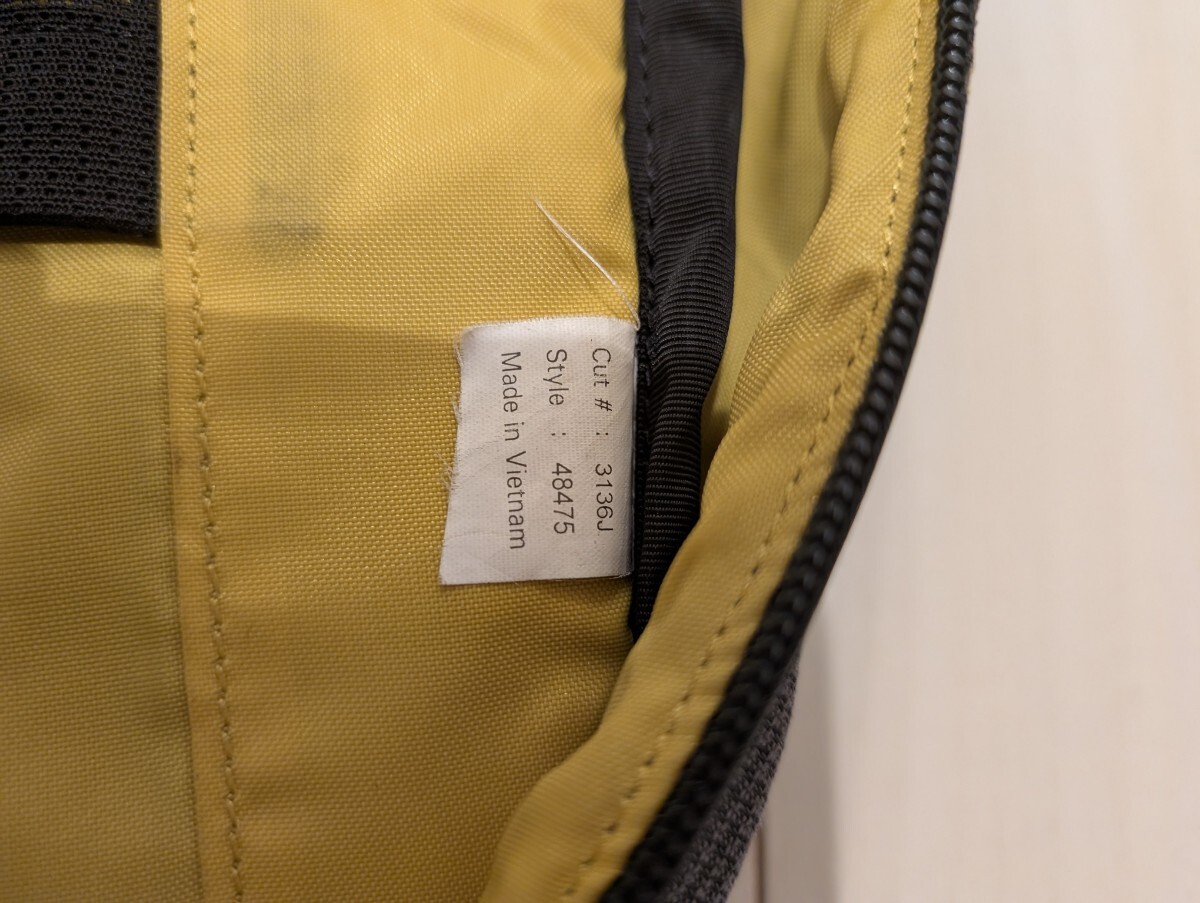 Cut # : 3136J
Style : 48475
Made in Vietnam